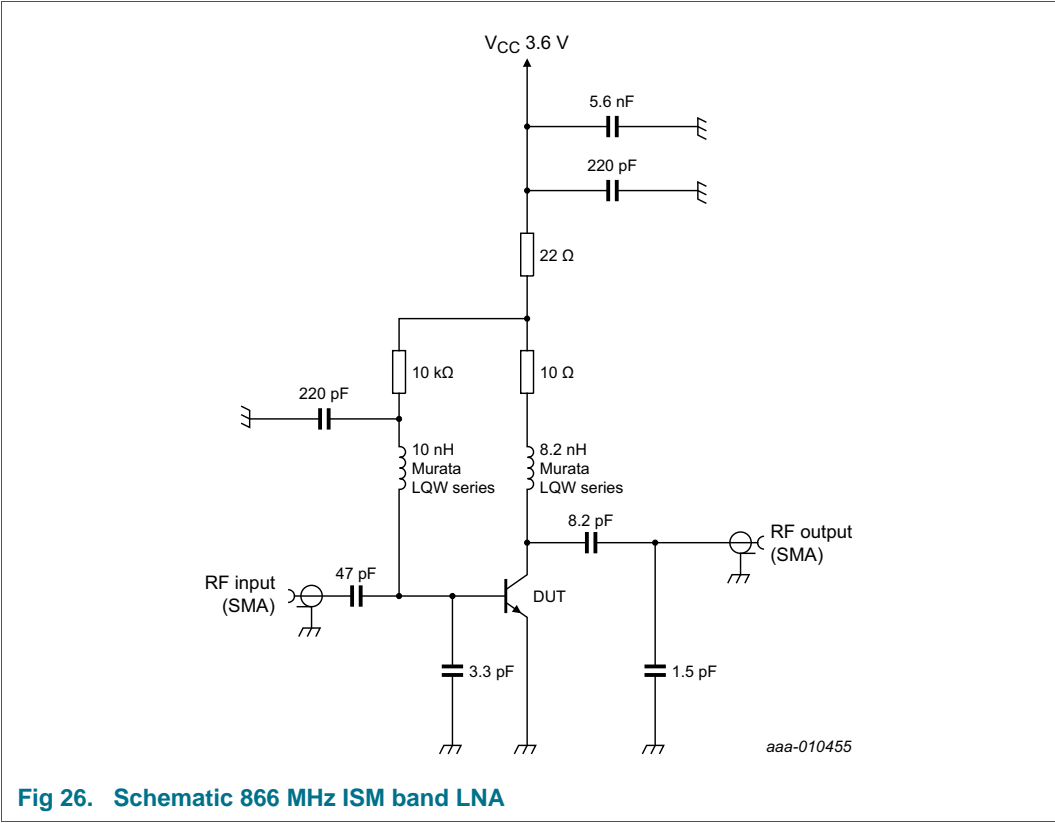 VCC 3.6 V
5.6 nF
220 pF
22 Ω
10 kΩ
10 Ω
220 pF
10 nH
Murata
LQW series
8.2 nH
Murata
LQW series
8.2 pF
RF output
(SMA)
RF input
(SMA)
47 pF
DUT
3.3 pF
1.5 pF
aaa-010455
Fig 26. Schematic 866 MHz ISM band LNA